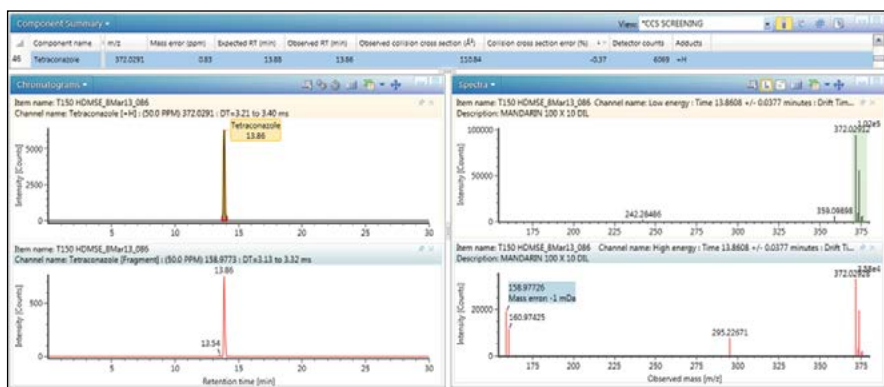 Component Summary
View: *CCS SCREENING
Component name m/z Mass error (ppm) Expected RT (min) Observed RT (min) Observed collision cross section (Å²) Collision cross section error (%) Detector counts Adducts
46 Tetraconazole 372.0291 0.83 13.88 13.86 110.84 -0.37 6069 +H
Chromatograms
Item name: T150 HDMSE_8Mar13_086
Channel name: Tetraconazole [+H] : (50.0 PPM) 372.0291 : DT=3.21 to 3.40 ms
Tetraconazole
13.86
Intensity [Counts]
5000
2500
0
0 5 10 15 20 25 30
Item name: T150 HDMSE_8Mar13_086
Channel name: Tetraconazole [Fragment] : (50.0 PPM) 158.9773 : DT=3.13 to 3.32 ms
13.86
13.54
Intensity [Counts]
500
0
0 5 10 15 20 25 30
Retention time [min]
Spectra
Item name: T150 HDMSE_8Mar13_086 Channel name: Low energy : Time 13.8608 +/- 0.0377 minutes : Drift Tim...
Description: MANDARIN 100 X 10 DIL
1.02e5
372.02912
359.09898
242.28486
Intensity [Counts]
100000
50000
0
175 200 225 250 275 300 325 350 375
Item name: T150 HDMSE_8Mar13_086 Channel name: High energy : Time 13.8608 +/- 0.0377 minutes : Drift Ti...
Description: MANDARIN 100 X 10 DIL
372.02928
158.97726
Mass error: -1 mDa
160.97425
295.22671
Intensity [Counts]
20000
0
175 200 225 250 275 300 325 350 375
Observed mass [m/z]